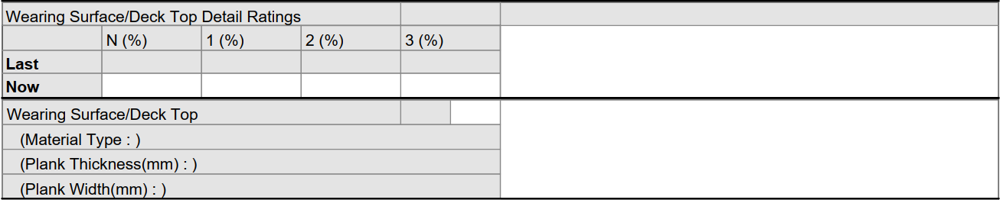 Wearing Surface/Deck Top Detail Ratings
N (%) 1 (%) 2 (%) 3 (%)
Last
Now
Wearing Surface/Deck Top
(Material Type : )
(Plank Thickness(mm) : )
(Plank Width(mm) : )